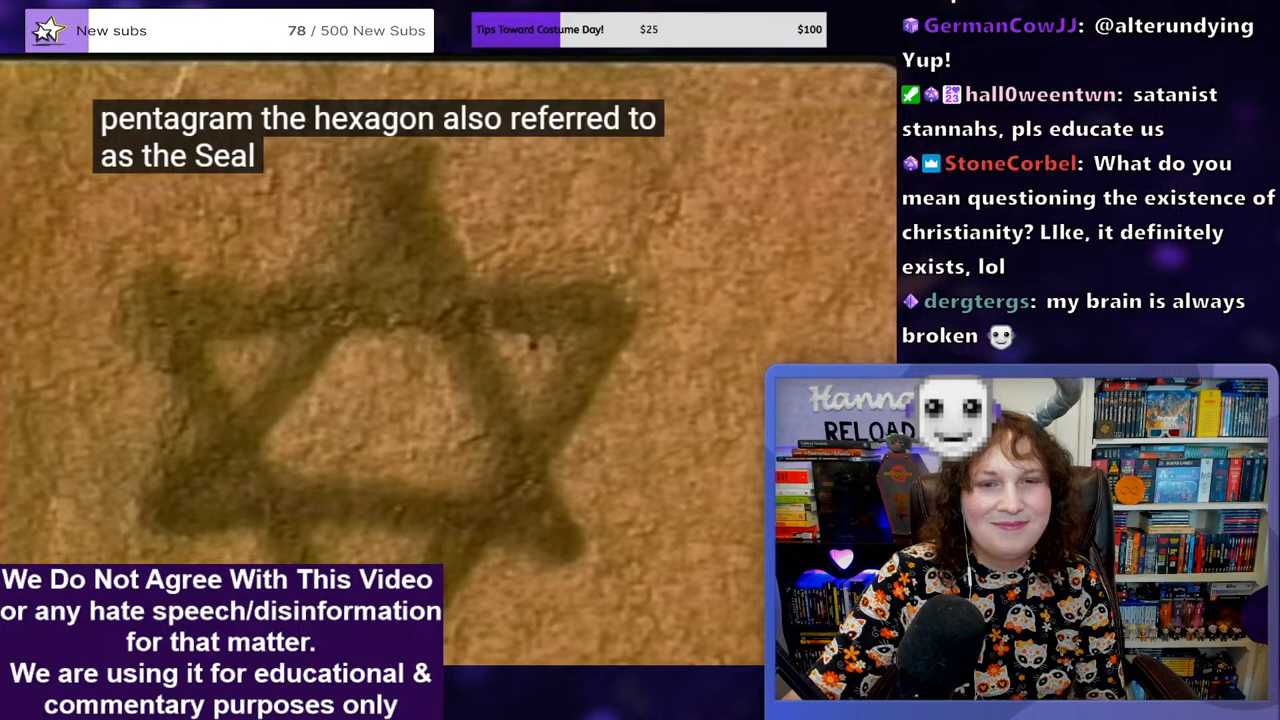 New subs
78 / 500 New Subs
Tips Toward Costume Day!
$25
$100
pentagram the hexagon also referred to
as the Seal
GermanCowJJ: @alterundying
Yup!
hall0weentwn: satanist
stannahs, pls educate us
StoneCorbel: What do you
mean questioning the existence of
christianity? LIke, it definitely
exists, lol
dergtergs: my brain is always
broken
RELOAD
We Do Not Agree With This Video
or any hate speech/disinformation
for that matter.
We are using it for educational &
commentary purposes only